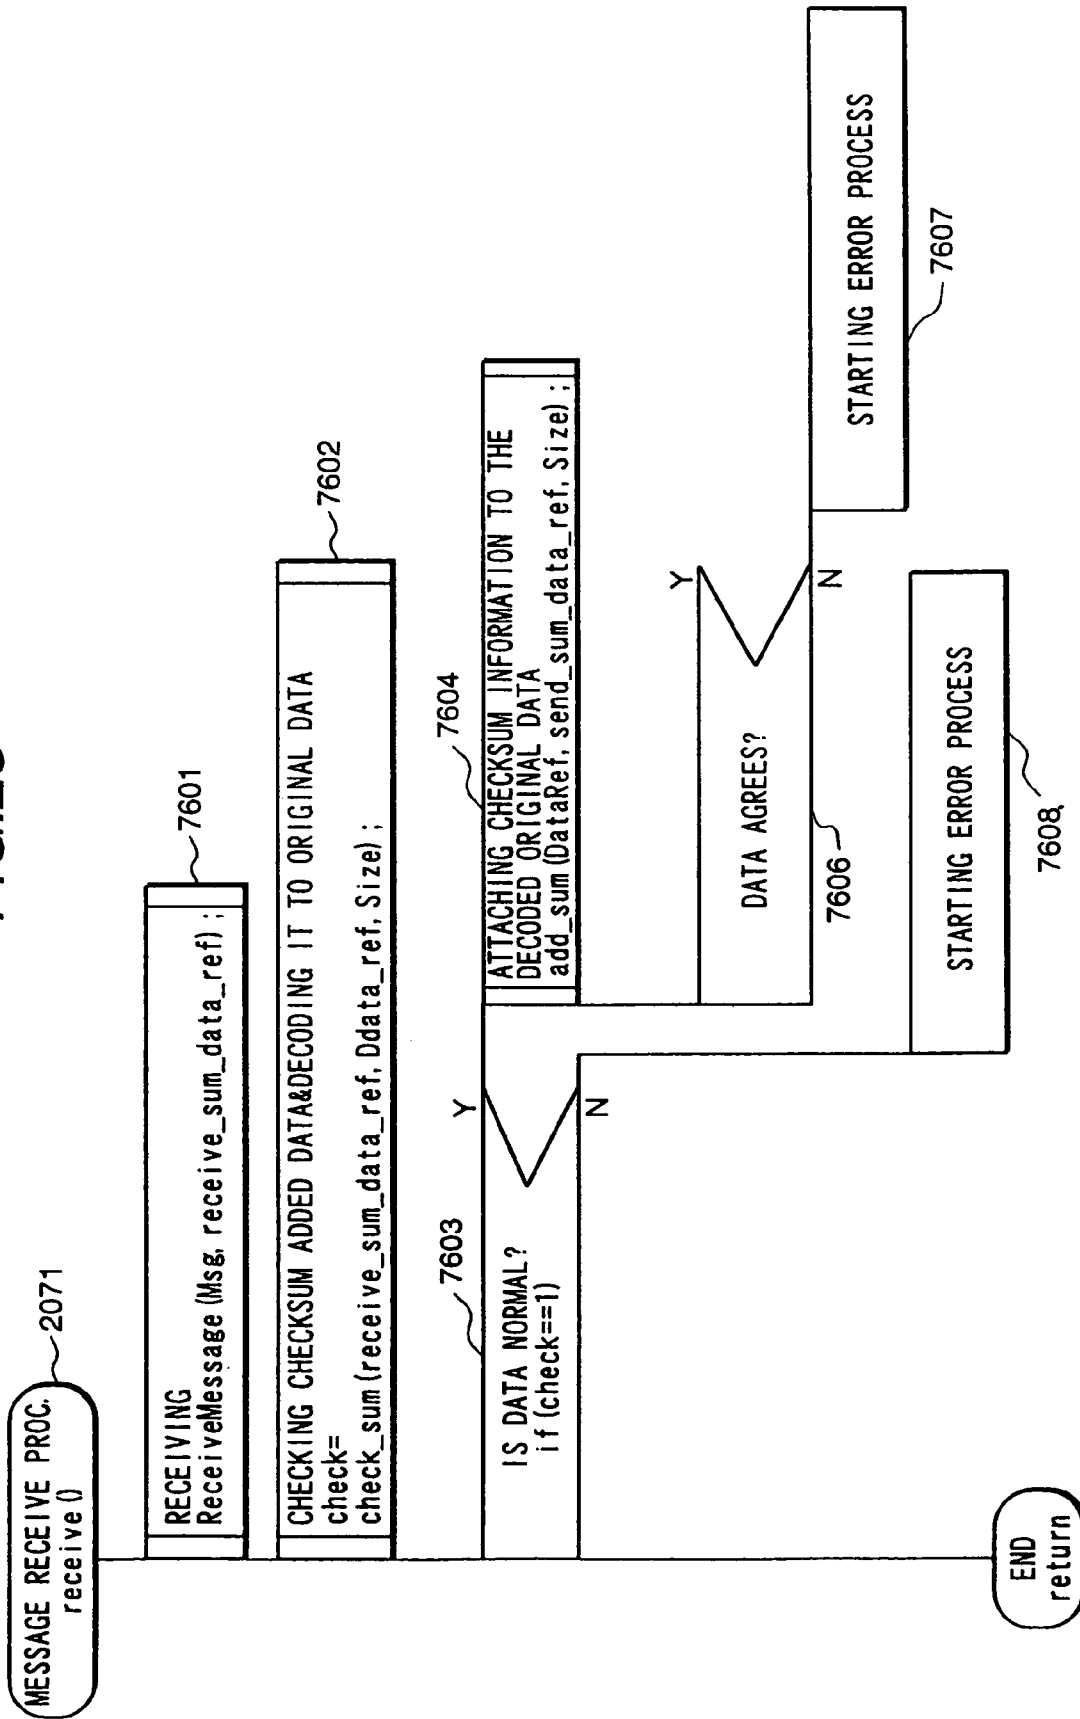 MESSAGE RECEIVE PROC.
receive()
2071
RECEIVING
ReceiveMessage(Msg, receive_sum_data_ref);
7601
CHECKING CHECKSUM ADDED DATA&DECODING IT TO ORIGINAL DATA
check=
check_sum(receive_sum_data_ref, Ddata_ref, Size);
7602
7603
IS DATA NORMAL?
if(check==1)
Y
N
7604
ATTACHING CHECKSUM INFORMATION TO THE
DECODED ORIGINAL DATA
add_sum(DataRef, send_sum_data_ref, Size);
DATA AGREES?
7606
Y
N
STARTING ERROR PROCESS
7607
STARTING ERROR PROCESS
7608
END
return